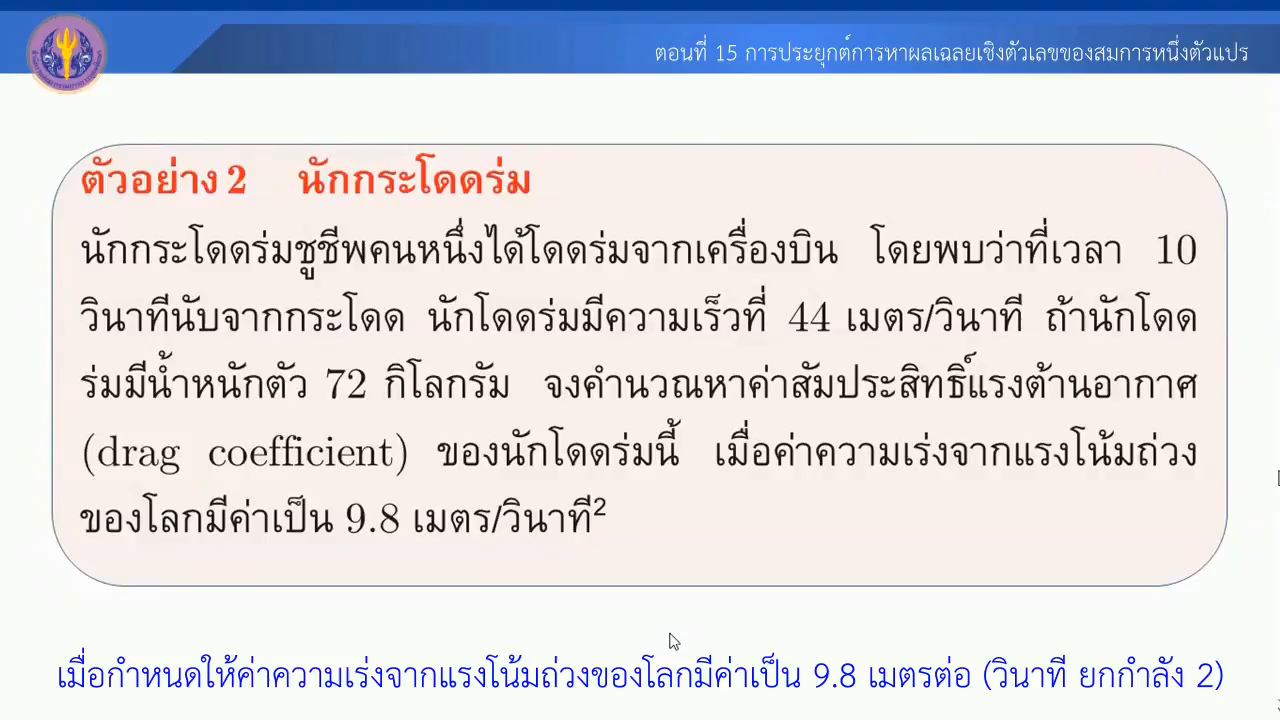 ตอนที่ 15 การประยุกต์การหาผลเฉลยเชิงตัวเลขของสมการหนึ่งตัวแปร
ตัวอย่าง 2 นักกระโดดร่ม
นักกระโดดร่มชูชีพคนหนึ่งได้โดดร่มจากเครื่องบิน โดยพบว่าที่เวลา 10
วินาทีนับจากกระโดด นักโดดร่มมีความเร็วที่ 44 เมตร/วินาที ถ้านักโดด
ร่มมีน้ำหนักตัว 72 กิโลกรัม จงคำนวณหาค่าสัมประสิทธิ์แรงต้านอากาศ
(drag coefficient) ของนักโดดร่มนี้ เมื่อค่าความเร่งจากแรงโน้มถ่วง
ของโลกมีค่าเป็น 9.8 เมตร/วินาที²
เมื่อกำหนดให้ค่าความเร่งจากแรงโน้มถ่วงของโลกมีค่าเป็น 9.8 เมตรต่อ (วินาที ยกกำลัง 2)